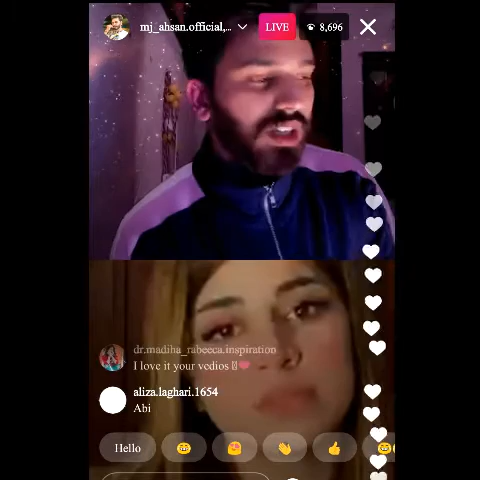 mj_ahsan.official,...
LIVE
8,696
dr.madiha_rabeeca.inspiration
I love it your vedios
aliza.laghari.1654
Abi
Hello